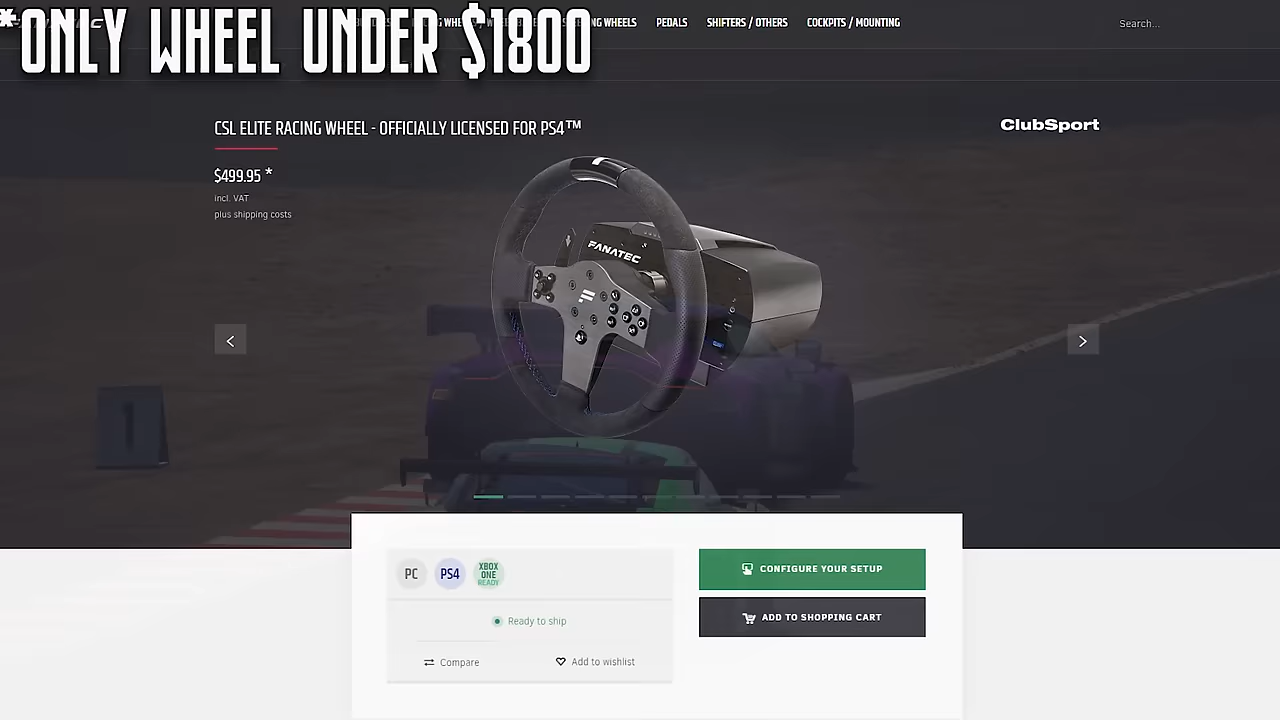 *ONLY WHEEL UNDER $1800
WHEELS
PEDALS
SHIFTERS / OTHERS
COCKPITS / MOUNTING
Search...
CSL ELITE RACING WHEEL - OFFICIALLY LICENSED FOR PS4™
ClubSport
$499.95 *
incl. VAT
plus shipping costs
FANATEC
1
PC
PS4
XBOX
ONE
READY
CONFIGURE YOUR SETUP
Ready to ship
ADD TO SHOPPING CART
Compare
Add to wishlist